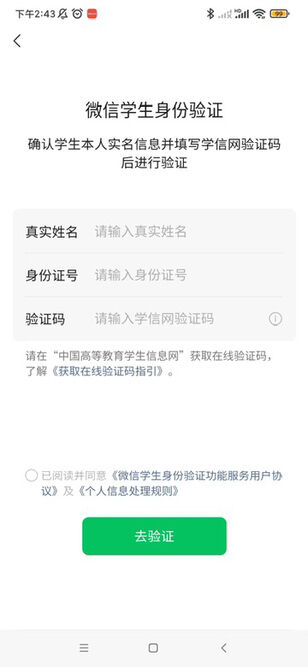 下午2:43
99
微信学生身份验证
确认学生本人实名信息并填写学信网验证码
后进行验证
真实姓名 请输入真实姓名
身份证号 请输入身份证号
验证码 请输入学信网验证码
请在“中国高等教育学生信息网”获取在线验证码，
了解《获取在线验证码指引》。
已阅读并同意《微信学生身份验证功能服务用户协
议》及《个人信息处理规则》
去验证